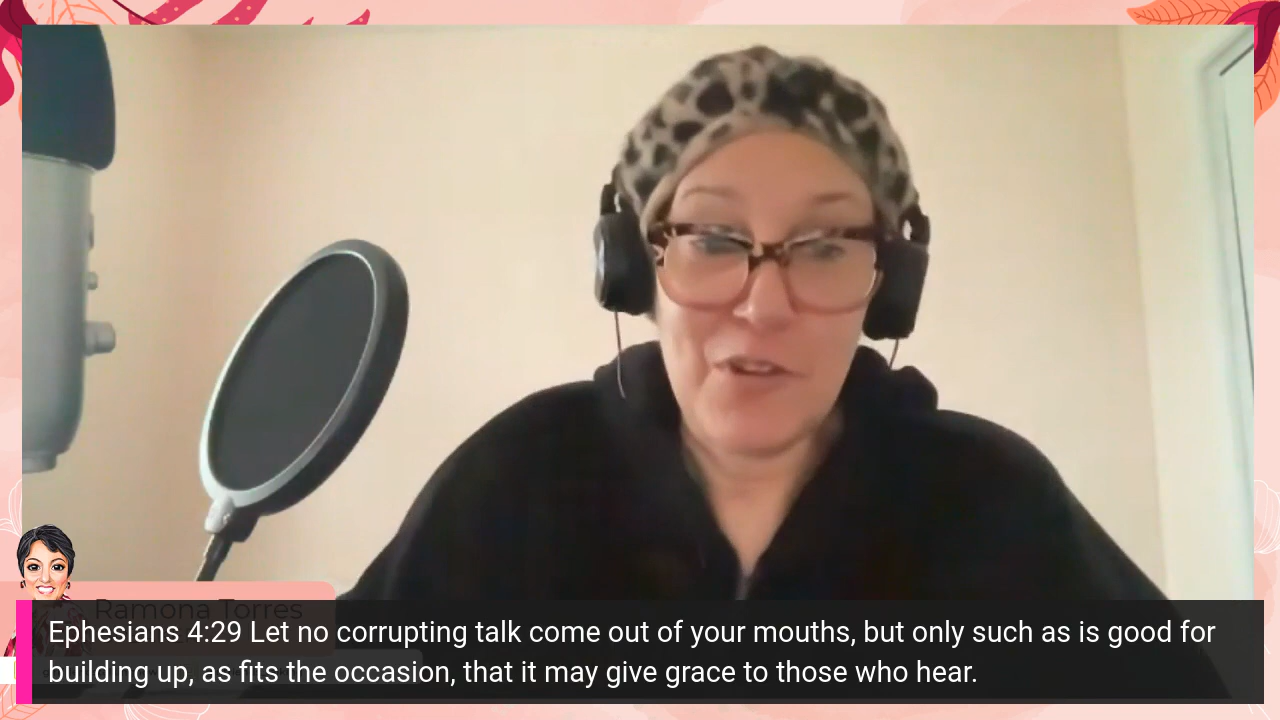 Ramona Torres
Ephesians 4:29 Let no corrupting talk come out of your mouths, but only such as is good for
building up, as fits the occasion, that it may give grace to those who hear.